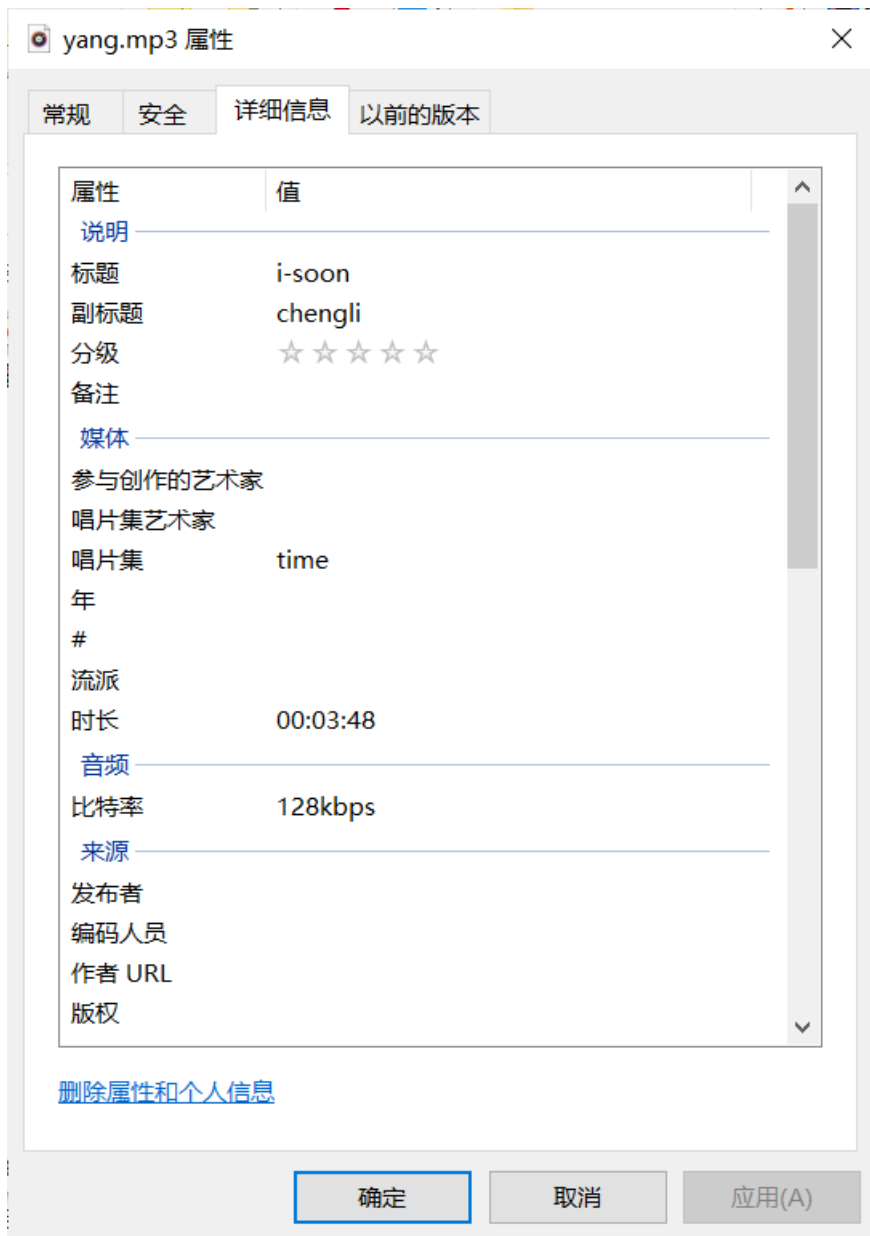 yang.mp3 属性
常规 安全 详细信息 以前的版本
属性 值
说明
标题 i-soon
副标题 chengli
分级
备注
媒体
参与创作的艺术家
唱片集艺术家
唱片集 time
年
#
流派
时长 00:03:48
音频
比特率 128kbps
来源
发布者
编码人员
作者 URL
版权
删除属性和个人信息
确定 取消 应用(A)